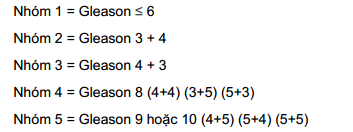 Nhóm 1 = Gleason ≤ 6
Nhóm 2 = Gleason 3 + 4
Nhóm 3 = Gleason 4 + 3
Nhóm 4 = Gleason 8 (4+4) (3+5) (5+3)
Nhóm 5 = Gleason 9 hoặc 10 (4+5) (5+4) (5+5)